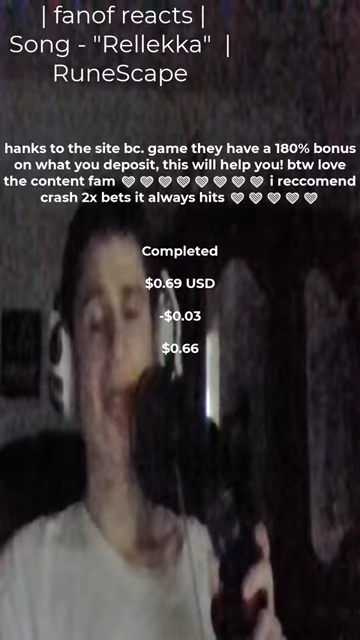 | fanof reacts |
Song - "Rellekka" |
RuneScape
hanks to the site bc. game they have a 180% bonus
on what you deposit, this will help you! btw love
the content fam 💗💗💗💗💗💗💗💗 i reccomend
crash 2x bets it always hits 💗💗💗💗💗
Completed
$0.69 USD
-$0.03
$0.66